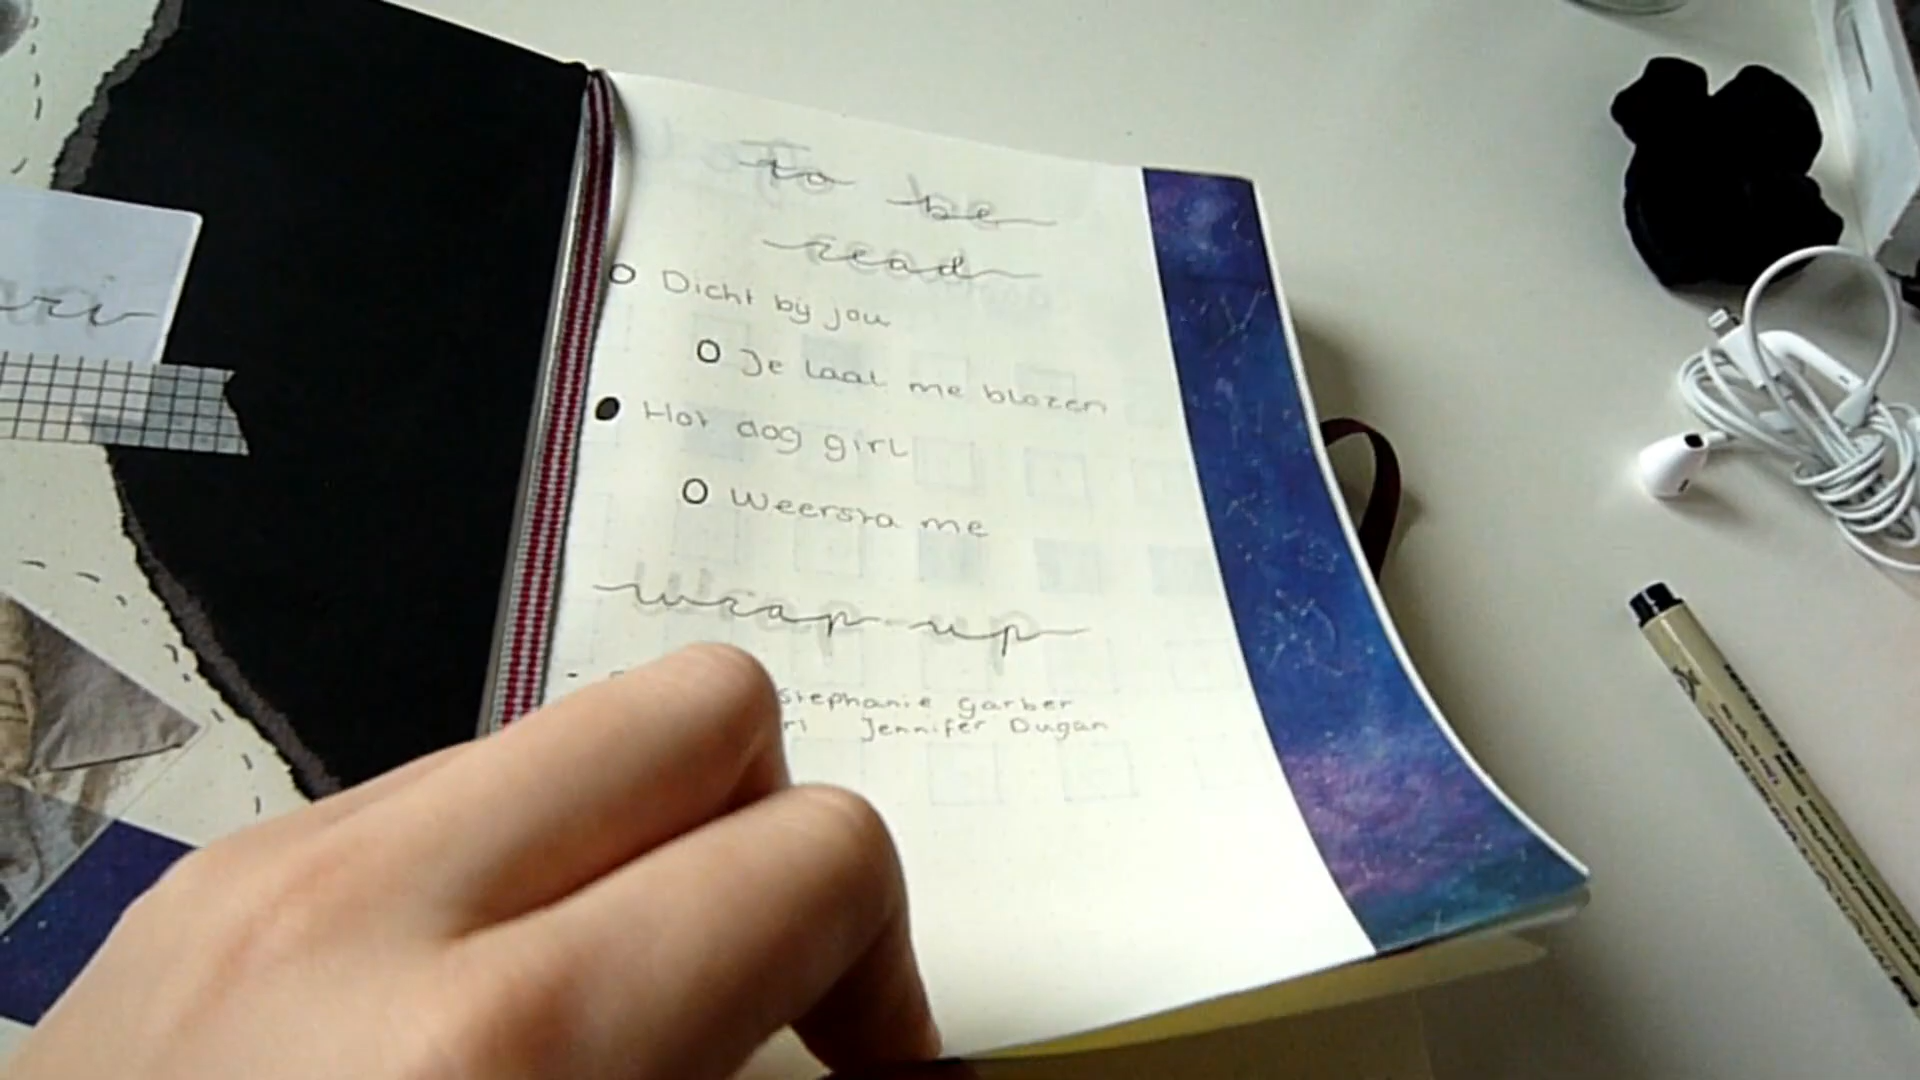 to be
read
O Dicht bij jou
O Je laat me blozen
● Hot dog girl
O Weersta me
wrap-up
- Stephanie Garber
Jennifer Dugan